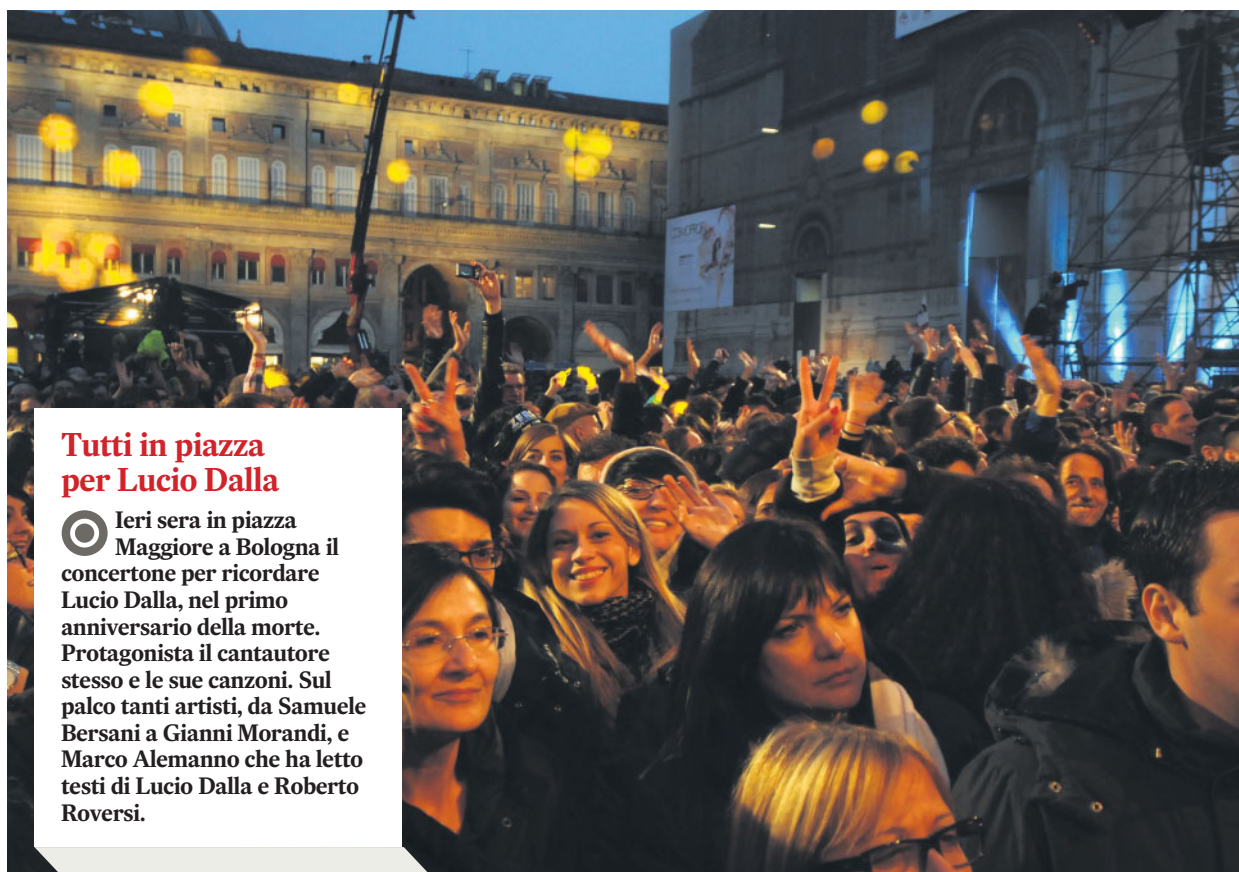 Tutti in piazza
per Lucio Dalla
Ieri sera in piazza
Maggiore a Bologna il
concertone per ricordare
Lucio Dalla, nel primo
anniversario della morte.
Protagonista il cantautore
stesso e le sue canzoni. Sul
palco tanti artisti, da Samuele
Bersani a Gianni Morandi, e
Marco Alemanno che ha letto
testi di Lucio Dalla e Roberto
Roversi.